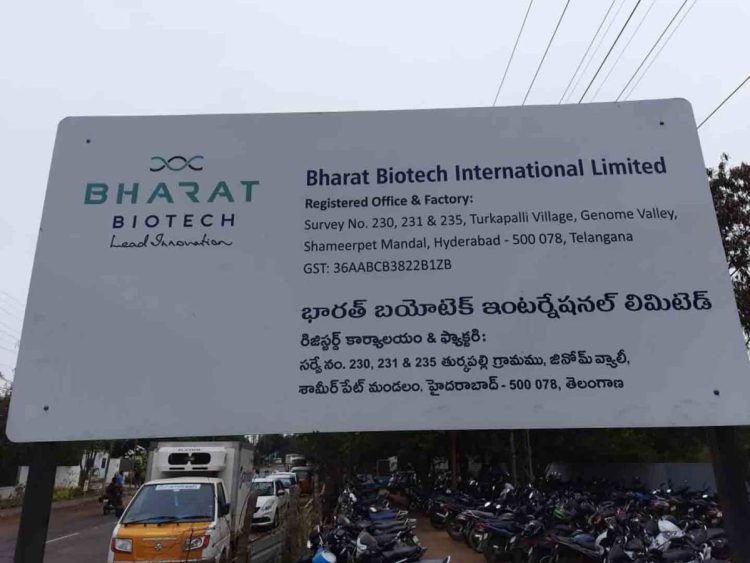 BHARAT
BIOTECH
Lead Innovation
Bharat Biotech International Limited
Registered Office & Factory:
Survey No. 230, 231 & 235, Turkapalli Village, Genome Valley,
Shameerpet Mandal, Hyderabad - 500 078, Telangana
GST: 36AABCB3822B1ZB
భారత్ బయోటెక్ ఇంటర్నేషనల్ లిమిటెడ్
రిజిస్టర్డ్ కార్యాలయం & ఫ్యాక్టరి:
సర్వే నం. 230, 231 & 235 తుర్కపల్లి గ్రామము, జినోమ్ వ్యాలీ,
శామీర్ పేట్ మండలం, హైదరాబాద్ - 500 078, తెలంగాణ